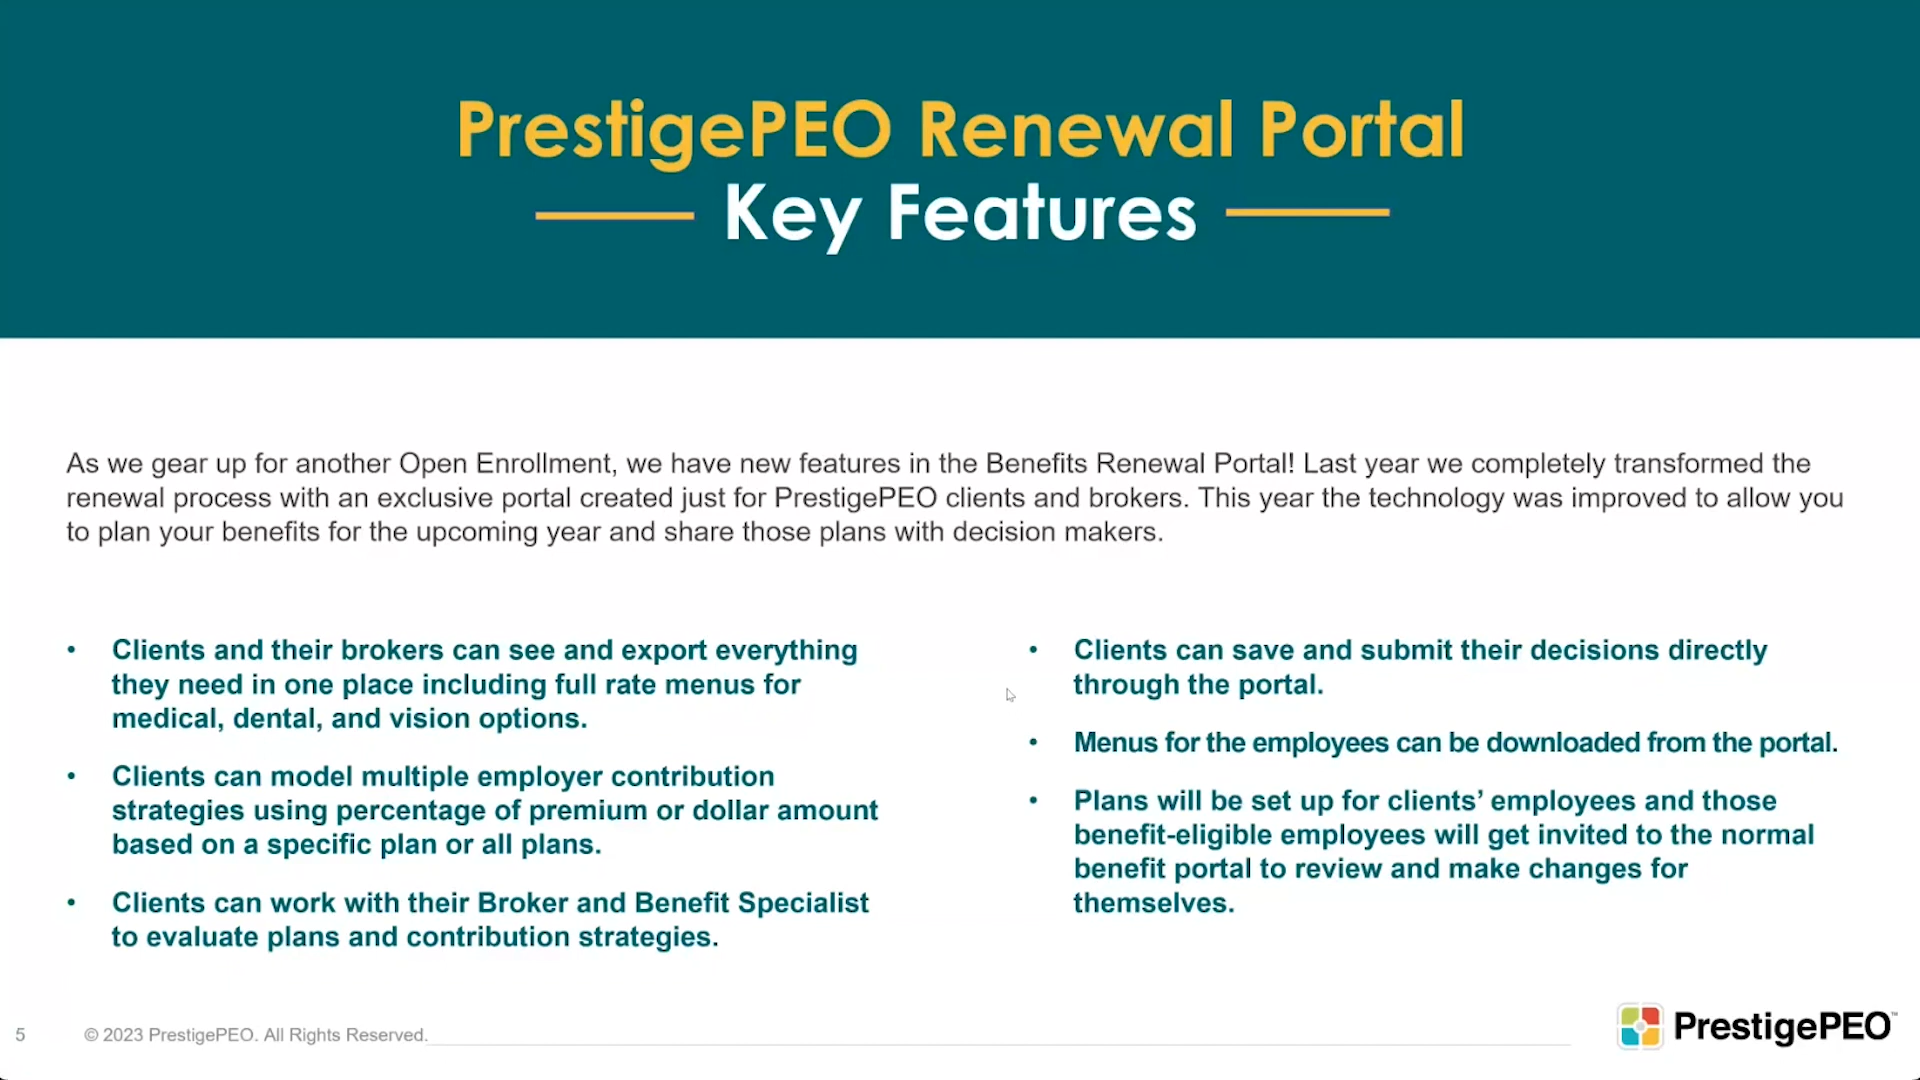 PrestigePEO Renewal Portal
Key Features
As we gear up for another Open Enrollment, we have new features in the Benefits Renewal Portal! Last year we completely transformed the
renewal process with an exclusive portal created just for PrestigePEO clients and brokers. This year the technology was improved to allow you
to plan your benefits for the upcoming year and share those plans with decision makers.
• Clients and their brokers can see and export everything
they need in one place including full rate menus for
medical, dental, and vision options.
• Clients can model multiple employer contribution
strategies using percentage of premium or dollar amount
based on a specific plan or all plans.
• Clients can work with their Broker and Benefit Specialist
to evaluate plans and contribution strategies.
• Clients can save and submit their decisions directly
through the portal.
• Menus for the employees can be downloaded from the portal.
• Plans will be set up for clients’ employees and those
benefit-eligible employees will get invited to the normal
benefit portal to review and make changes for
themselves.
5
© 2023 PrestigePEO. All Rights Reserved.
PrestigePEO™